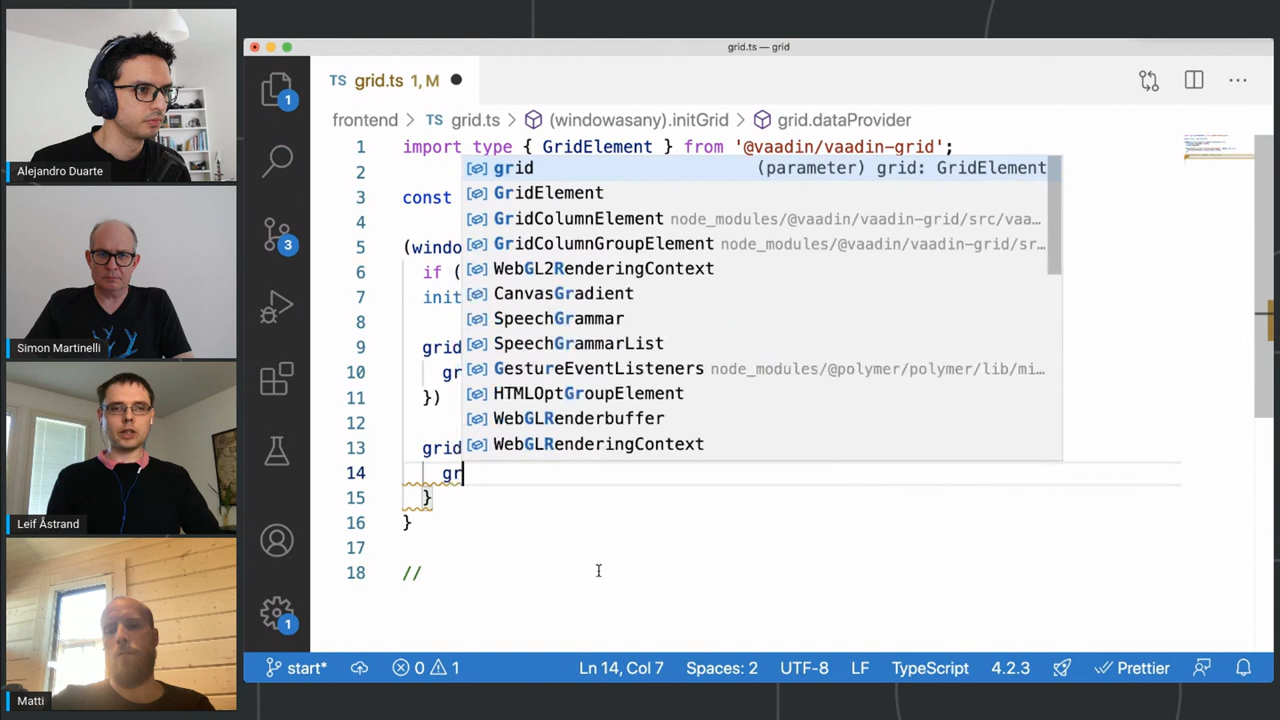 Alejandro Duarte
Simon Martinelli
Leif Åstrand
Matti
grid.ts — grid
TS grid.ts 1, M
frontend > TS grid.ts > (windowasany).initGrid > grid.dataProvider
1 import type { GridElement } from '@vaadin/vaadin-grid';
2
3 const
4
5 (windo
6 if (
7 init
8
9 grid
10 gr
11 })
12
13 grid
14 gr
15 }
16 }
17
18 //
grid (parameter) grid: GridElement
GridElement
GridColumnElement node_modules/@vaadin/vaadin-grid/src/vaa…
GridColumnGroupElement node_modules/@vaadin/vaadin-grid/sr…
WebGL2RenderingContext
CanvasGradient
SpeechGrammar
SpeechGrammarList
GestureEventListeners node_modules/@polymer/polymer/lib/mi…
HTMLOptGroupElement
WebGLRenderbuffer
WebGLRenderingContext
1
3
1
start* 0 1 Ln 14, Col 7 Spaces: 2 UTF-8 LF TypeScript 4.2.3 Prettier